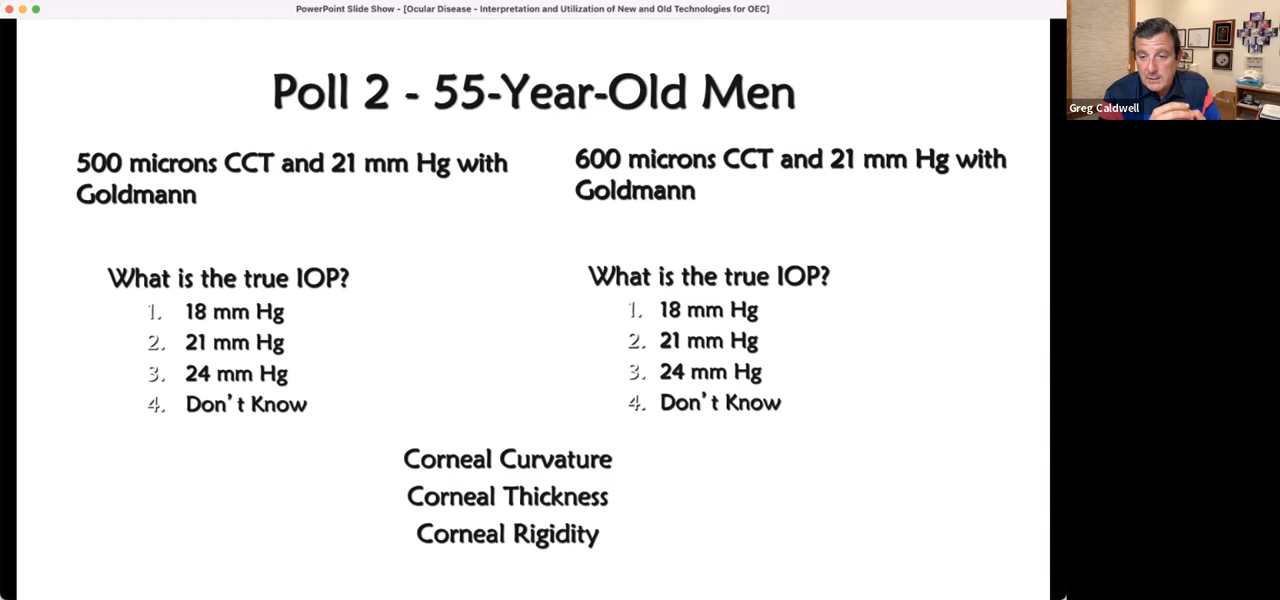 PowerPoint Slide Show - [Ocular Disease - Interpretation and Utilization of New and Old Technologies for OEC]
Poll 2 - 55-Year-Old Men
500 microns CCT and 21 mm Hg with
Goldmann
What is the true IOP?
1. 18 mm Hg
2. 21 mm Hg
3. 24 mm Hg
4. Don't Know
600 microns CCT and 21 mm Hg with
Goldmann
What is the true IOP?
1. 18 mm Hg
2. 21 mm Hg
3. 24 mm Hg
4. Don't Know
Corneal Curvature
Corneal Thickness
Corneal Rigidity
Greg Caldwell